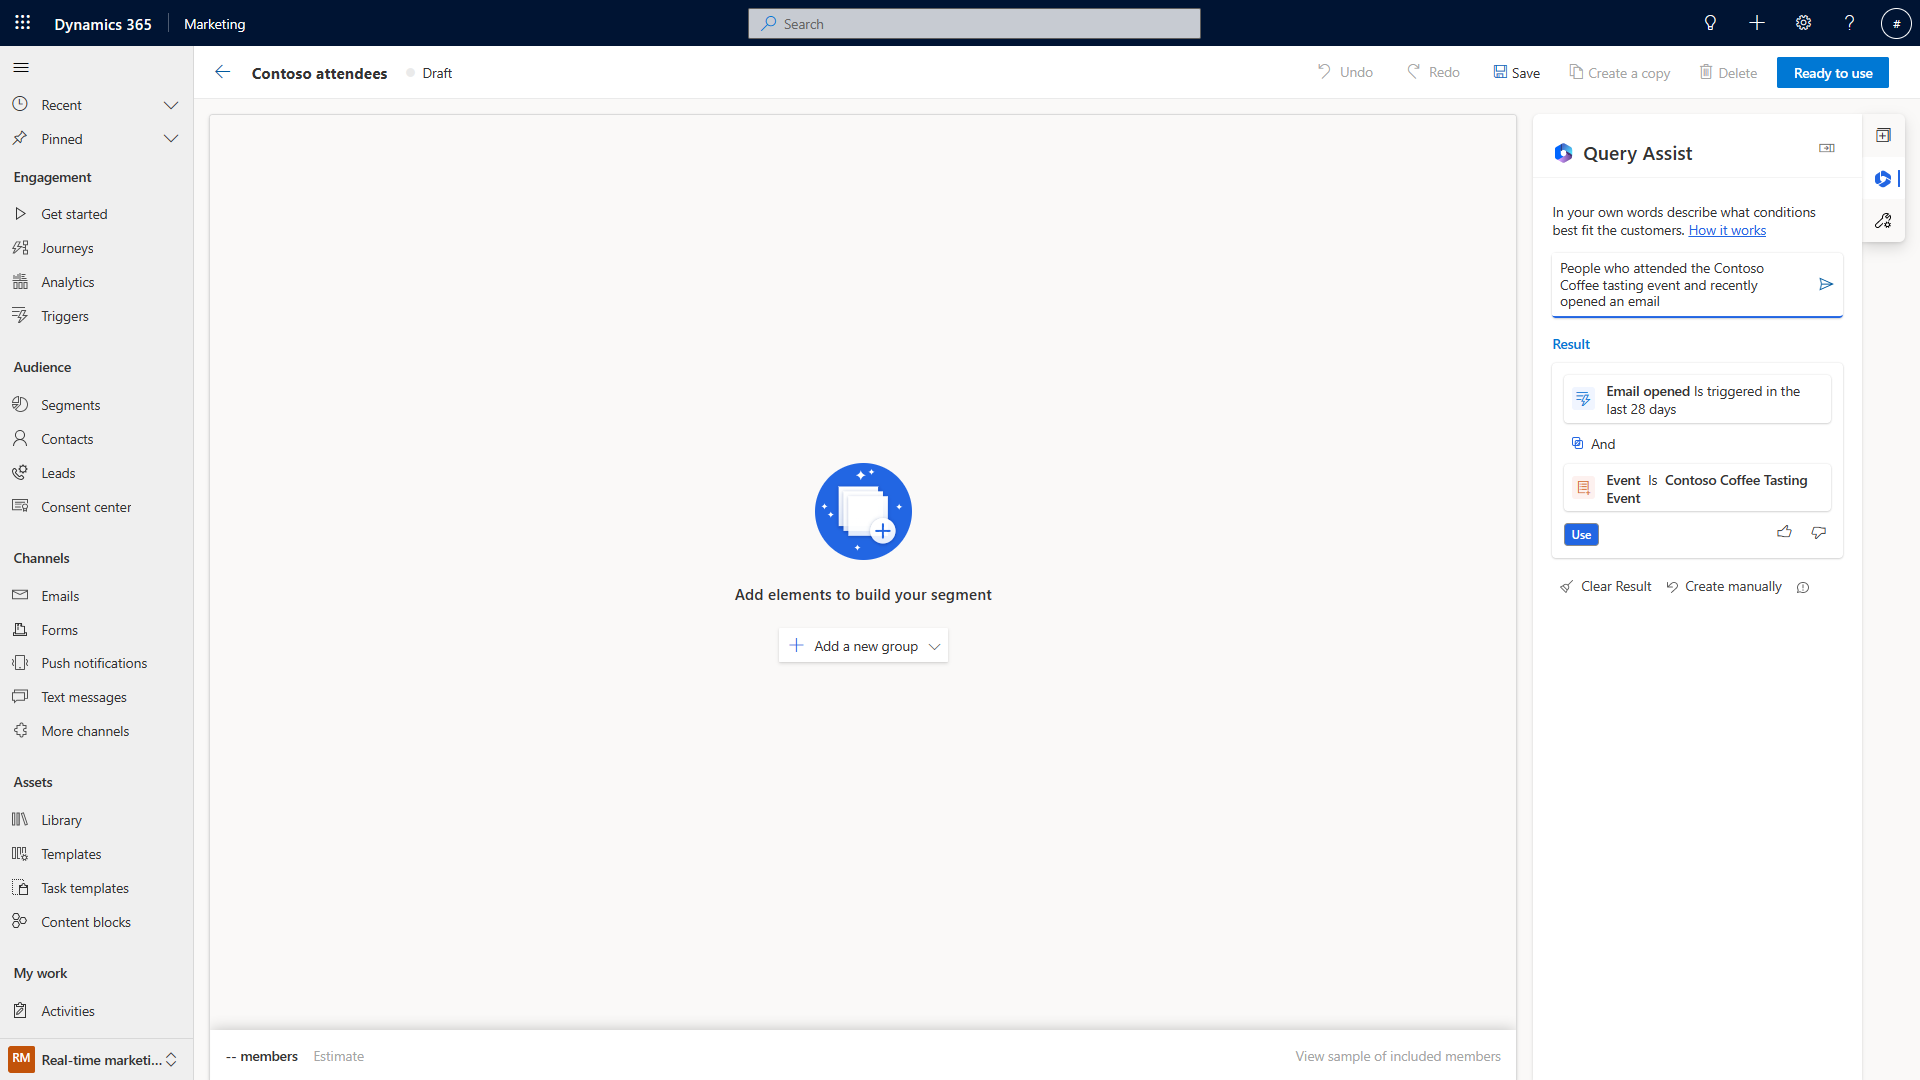 Dynamics 365
Marketing
Search
#
Contoso attendees
Draft
Undo
Redo
Save
Create a copy
Delete
Ready to use
Recent
Pinned
Engagement
Get started
Journeys
Analytics
Triggers
Audience
Segments
Contacts
Leads
Consent center
Channels
Emails
Forms
Push notifications
Text messages
More channels
Assets
Library
Templates
Task templates
Content blocks
My work
Activities
RM
Real-time marketi...
Add elements to build your segment
Add a new group
-- members
Estimate
View sample of included members
Query Assist
In your own words describe what conditions
best fit the customers. How it works
People who attended the Contoso
Coffee tasting event and recently
opened an email
Result
Email opened Is triggered in the
last 28 days
And
Event Is Contoso Coffee Tasting
Event
Use
Clear Result
Create manually